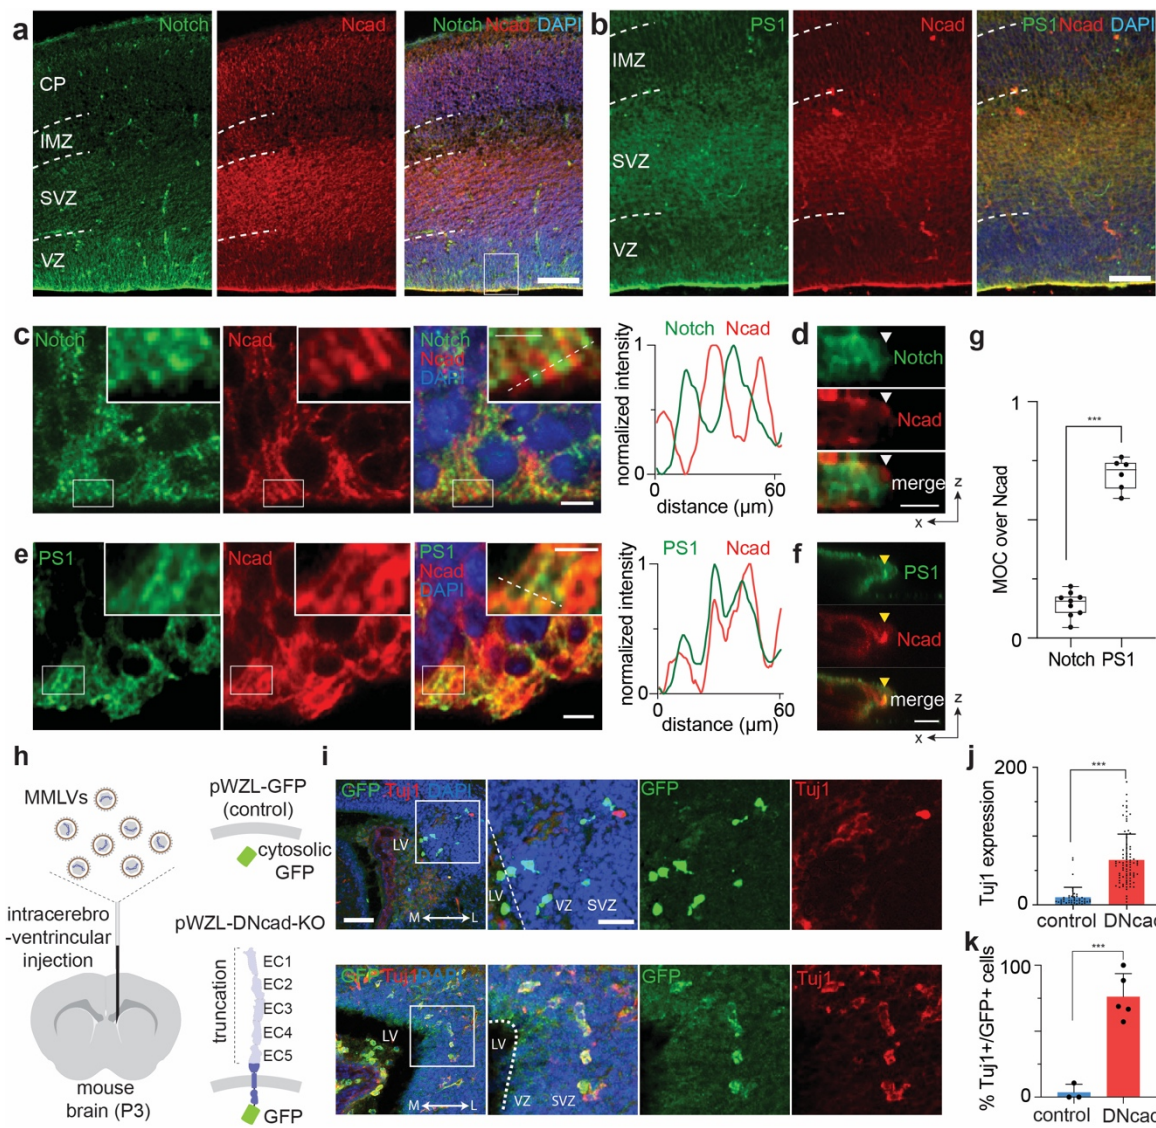 a
Notch
Ncad
Notch Ncad DAPI
CP
IMZ
SVZ
VZ
b
PS1
Ncad
PS1 Ncad DAPI
IMZ
SVZ
VZ
c
Notch
Ncad
Notch
Ncad
DAPI
normalized intensity
Notch Ncad
1
0
0 60
distance (µm)
d
Notch
Ncad
merge
z
x
e
PS1
Ncad
PS1
Ncad
DAPI
normalized intensity
PS1 Ncad
1
0
0 60
distance (µm)
f
PS1
Ncad
merge
z
x
g
MOC over Ncad
1
0
***
Notch PS1
h
MMLVs
intracerebro
-ventrincular
injection
mouse
brain (P3)
pWZL-GFP
(control)
cytosolic
GFP
pWZL-DNcad-KO
truncation
EC1
EC2
EC3
EC4
EC5
GFP
i
GFP Tuj1 DAPI
LV
M L
LV
VZ
SVZ
GFP
Tuj1
GFP Tuj1 DAPI
LV
M L
LV
VZ
SVZ
GFP
Tuj1
j
Tuj1 expression
200
0
***
control DNcad
k
% Tuj1+/GFP+ cells
100
0
***
control DNcad